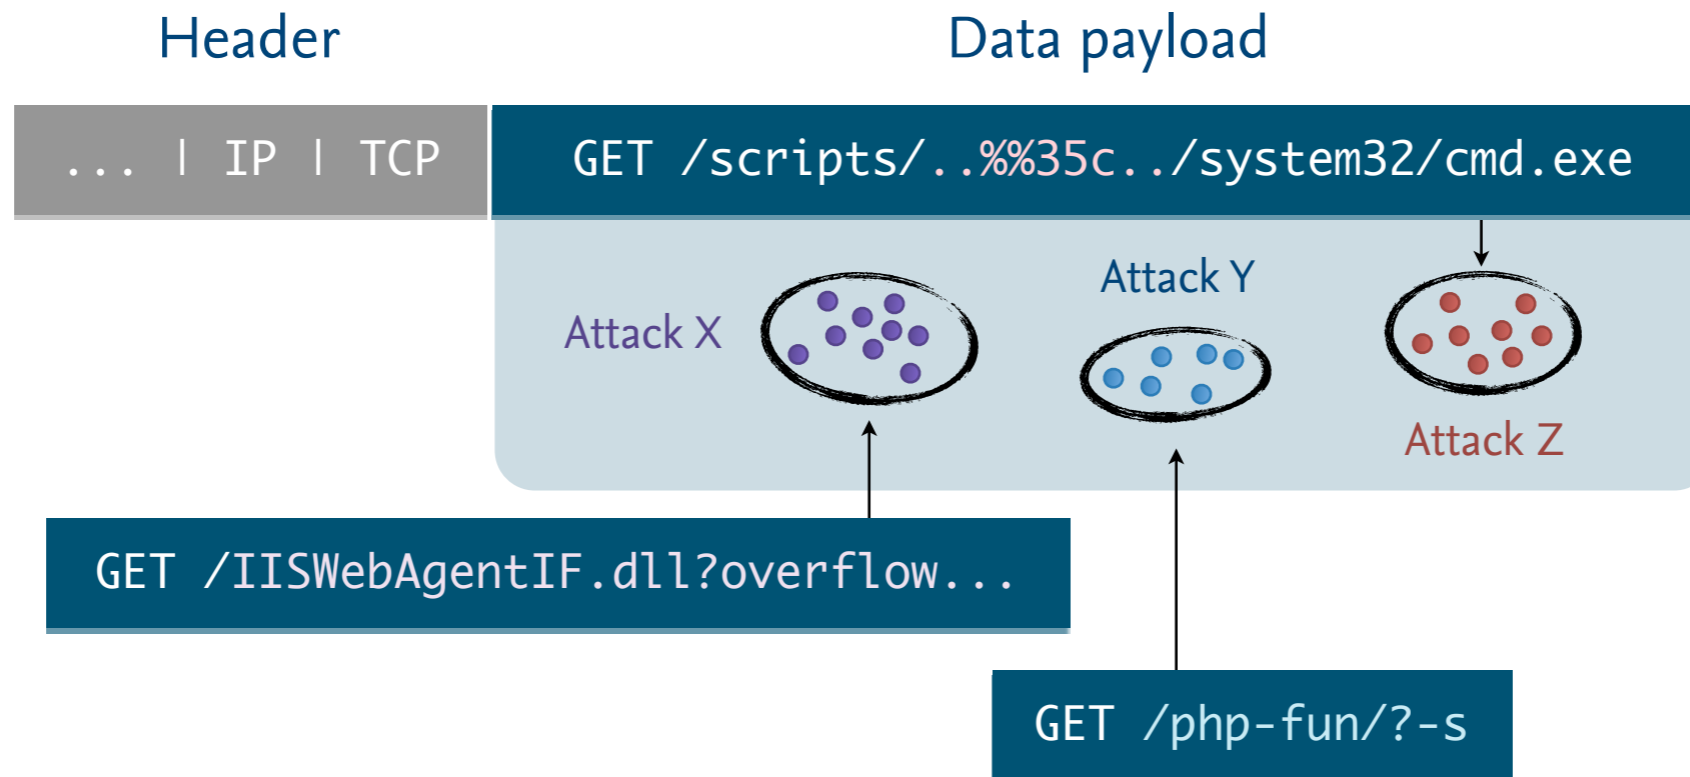 Header
Data payload
... | IP | TCP
GET /scripts/..%%35c../system32/cmd.exe
Attack X
Attack Y
Attack Z
GET /IISWebAgentIF.dll?overflow...
GET /php-fun/?-s